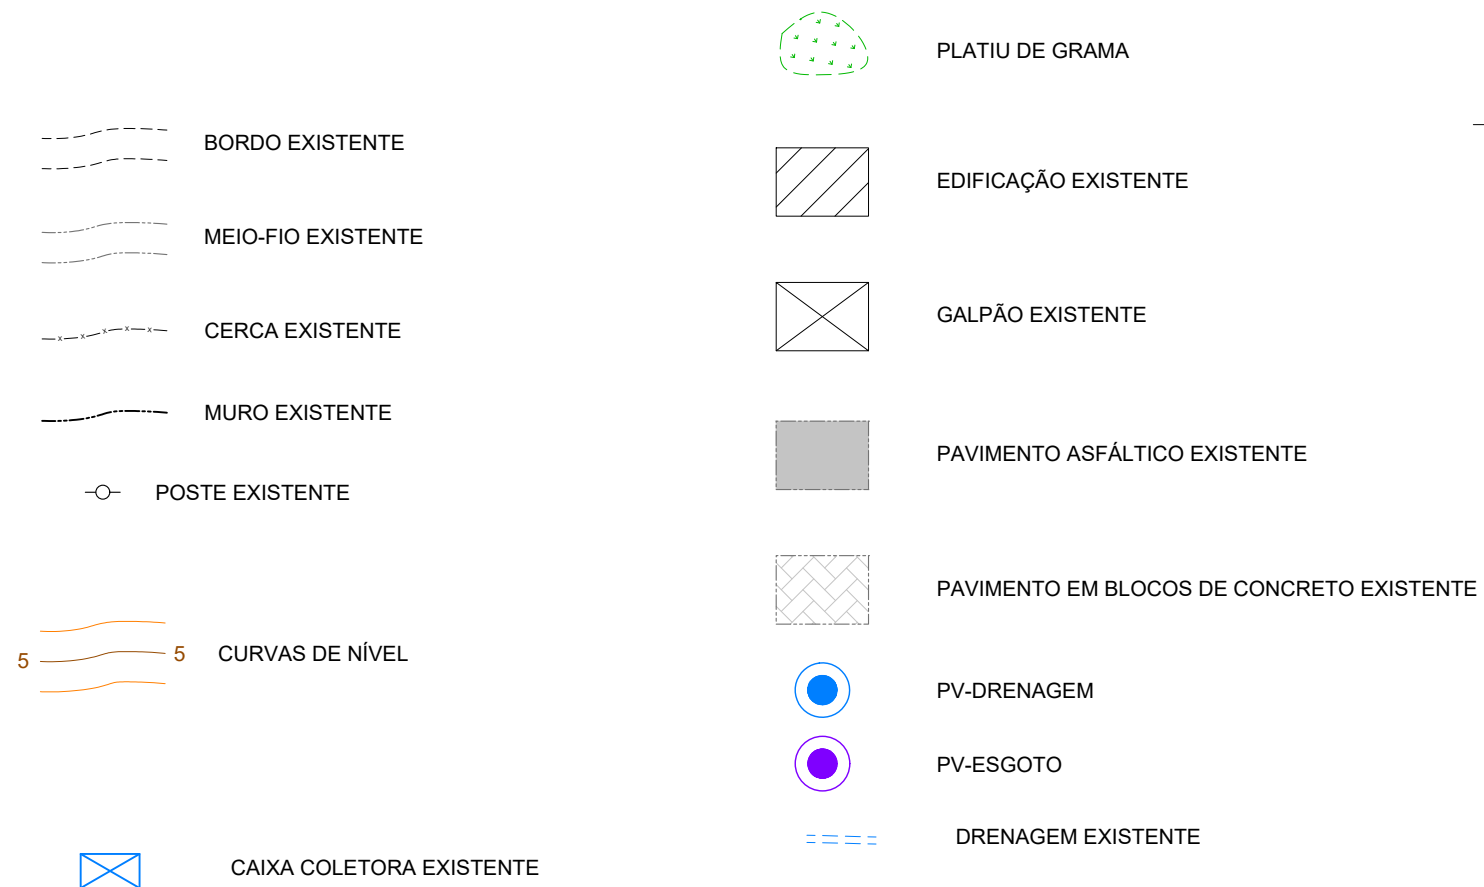 BORDO EXISTENTE
MEIO-FIO EXISTENTE
CERCA EXISTENTE
MURO EXISTENTE
POSTE EXISTENTE
5 5 CURVAS DE NÍVEL
CAIXA COLETORA EXISTENTE
PLATIU DE GRAMA
EDIFICAÇÃO EXISTENTE
GALPÃO EXISTENTE
PAVIMENTO ASFÁLTICO EXISTENTE
PAVIMENTO EM BLOCOS DE CONCRETO EXISTENTE
PV-DRENAGEM
PV-ESGOTO
DRENAGEM EXISTENTE